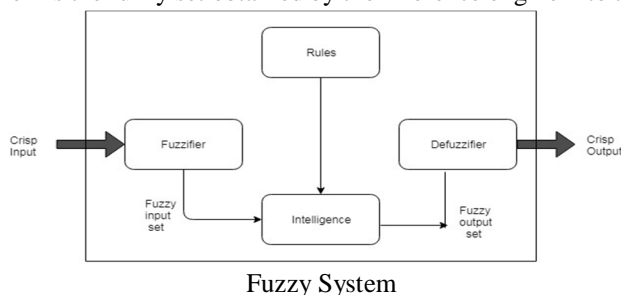 Rules
Crisp
Input
Fuzzifier
Defuzzifier
Crisp
Output
Fuzzy
input
set
Intelligence
Fuzzy
output
set
Fuzzy System